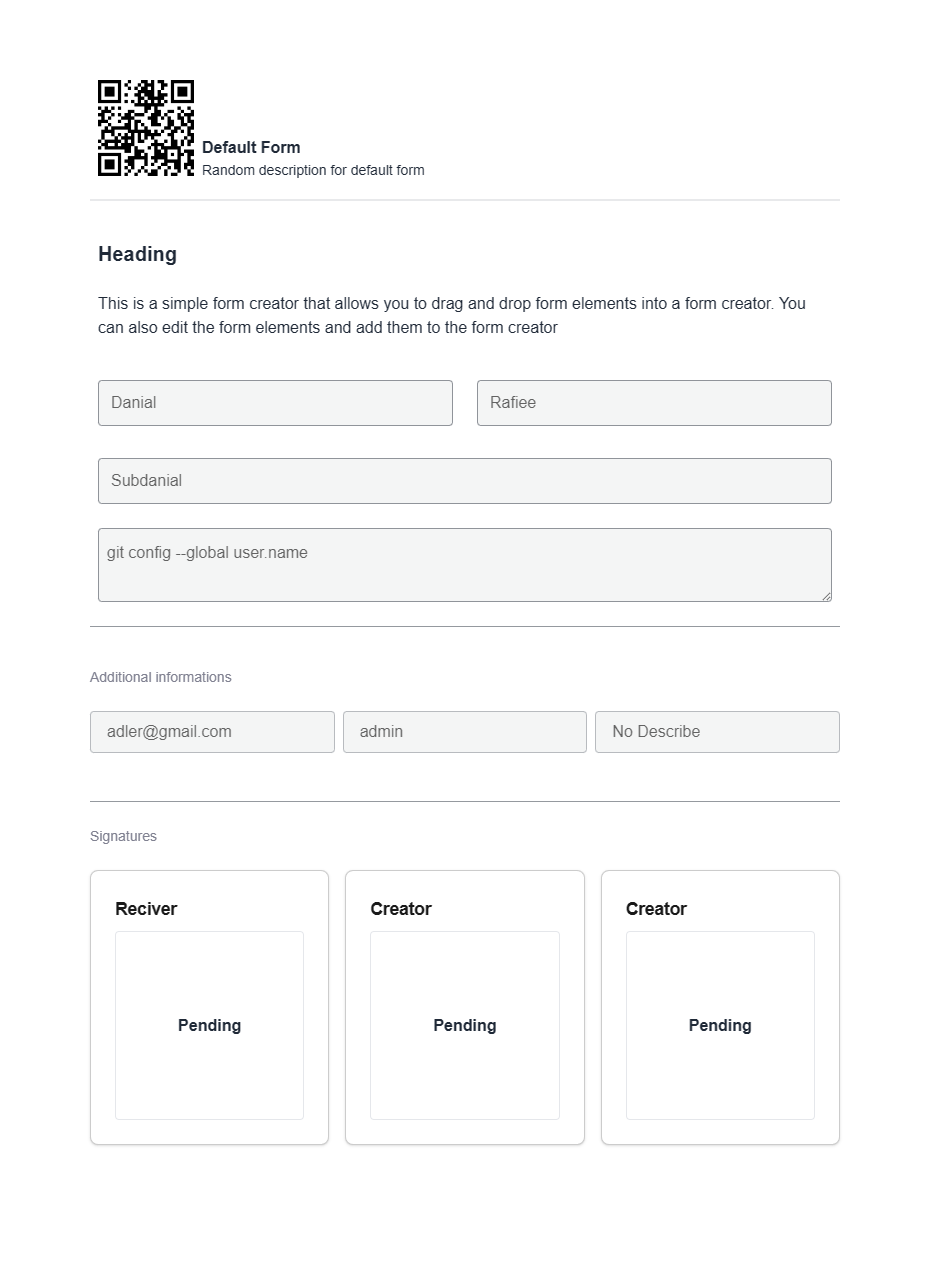 Default Form
Random description for default form
Heading
This is a simple form creator that allows you to drag and drop form elements into a form creator. You
can also edit the form elements and add them to the form creator
Danial
Rafiee
Subdanial
git config --global user.name
Additional informations
adler@gmail.com
admin
No Describe
Signatures
Reciver
Creator
Creator
Pending
Pending
Pending